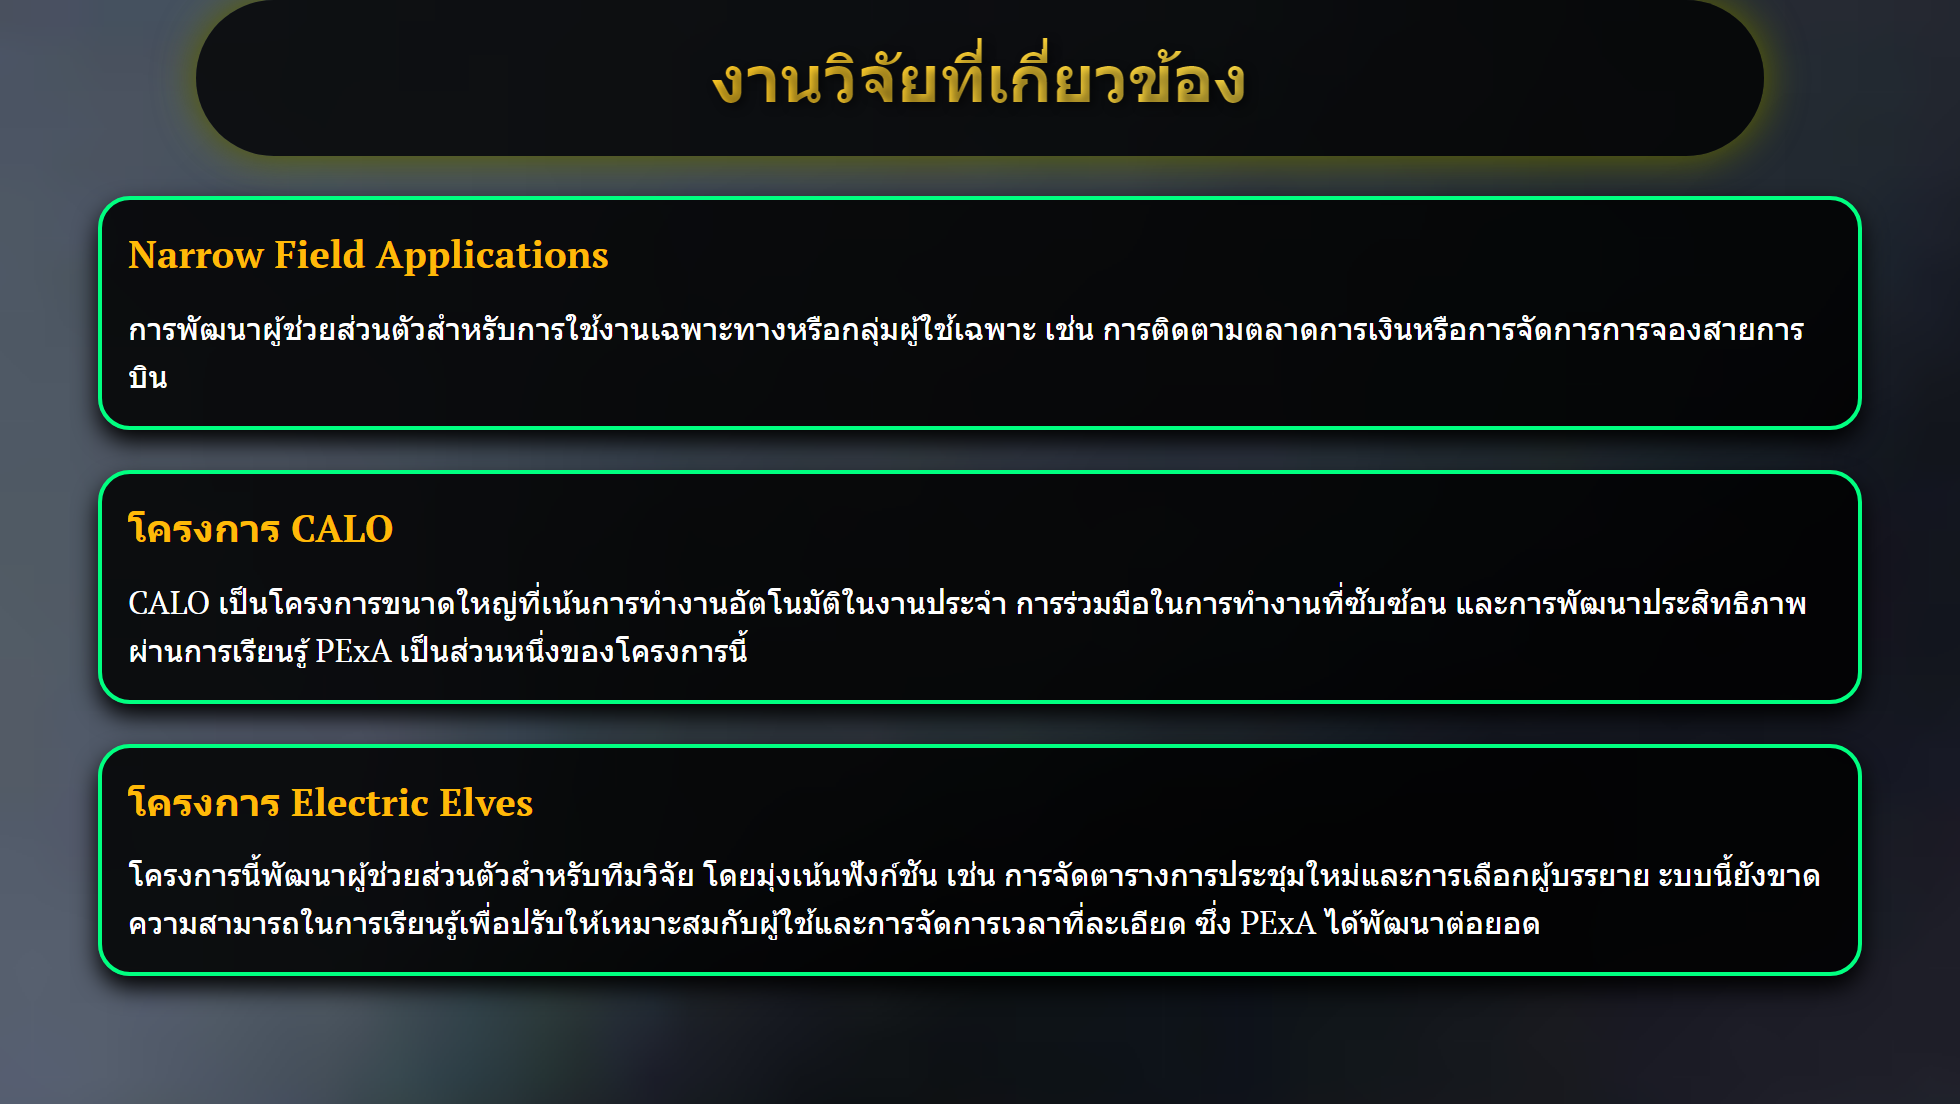 งานวิจัยที่เกี่ยวข้อง
Narrow Field Applications
การพัฒนาผู้ช่วยส่วนตัวสำหรับการใช้งานเฉพาะทางหรือกลุ่มผู้ใช้เฉพาะ เช่น การติดตามตลาดการเงินหรือการจัดการการจองสายการ
บิน
โครงการ CALO
CALO เป็นโครงการขนาดใหญ่ที่เน้นการทำงานอัตโนมัติในงานประจำ การร่วมมือในการทำงานที่ซับซ้อน และการพัฒนาประสิทธิภาพ
ผ่านการเรียนรู้ PExA เป็นส่วนหนึ่งของโครงการนี้
โครงการ Electric Elves
โครงการนี้พัฒนาผู้ช่วยส่วนตัวสำหรับทีมวิจัย โดยมุ่งเน้นฟังก์ชัน เช่น การจัดตารางการประชุมใหม่และการเลือกผู้บรรยาย ะบบนี้ยังขาด
ความสามารถในการเรียนรู้เพื่อปรับให้เหมาะสมกับผู้ใช้และการจัดการเวลาที่ละเอียด ซึ่ง PExA ได้พัฒนาต่อยอด